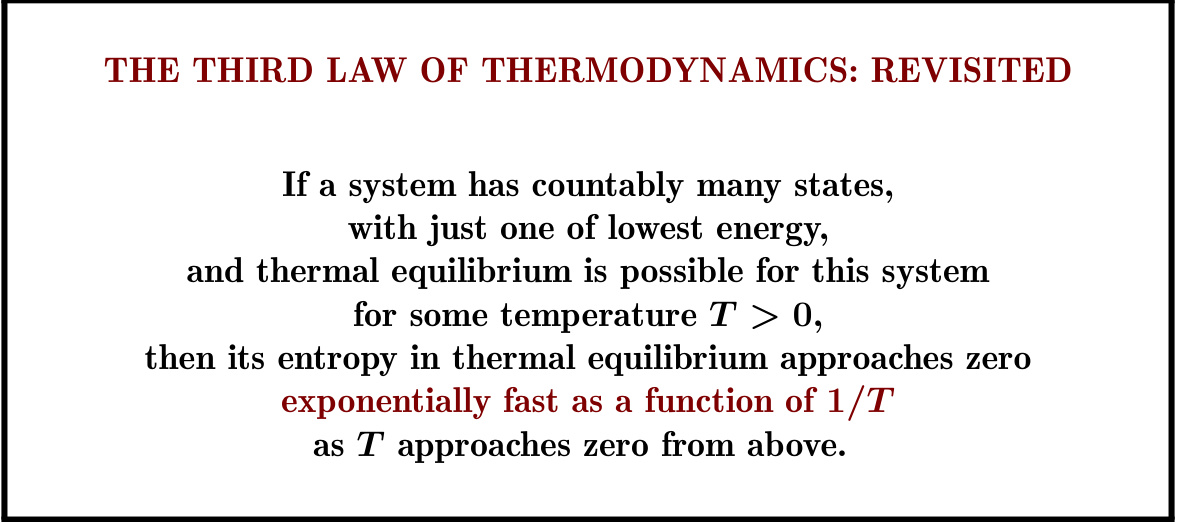 THE THIRD LAW OF THERMODYNAMICS: REVISITED
If a system has countably many states,
with just one of lowest energy,
and thermal equilibrium is possible for this system
for some temperature T > 0,
then its entropy in thermal equilibrium approaches zero
exponentially fast as a function of 1/T
as T approaches zero from above.